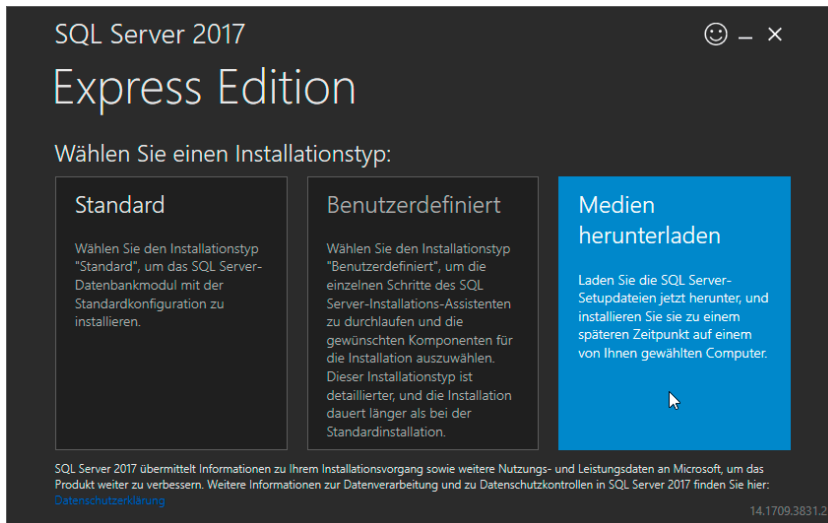 SQL Server 2017
Express Edition
Wählen Sie einen Installationstyp:
Standard
Wählen Sie den Installationstyp
"Standard", um das SQL Server-
Datenbankmodul mit der
Standardkonfiguration zu
installieren.
Benutzerdefiniert
Wählen Sie den Installationstyp
"Benutzerdefiniert", um die
einzelnen Schritte des SQL
Server-Installations-Assistenten
zu durchlaufen und die
gewünschten Komponenten für
die Installation auszuwählen.
Dieser Installationstyp ist
detaillierter, und die Installation
dauert länger als bei der
Standardinstallation.
Medien
herunterladen
Laden Sie die SQL Server-
Setupdateien jetzt herunter, und
installieren Sie sie zu einem
späteren Zeitpunkt auf einem
von Ihnen gewählten Computer.
SQL Server 2017 übermittelt Informationen zu Ihrem Installationsvorgang sowie weitere Nutzungs- und Leistungsdaten an Microsoft, um das
Produkt weiter zu verbessern. Weitere Informationen zur Datenverarbeitung und zu Datenschutzkontrollen in SQL Server 2017 finden Sie hier:
Datenschutzerklärung
14.1709.3831.2